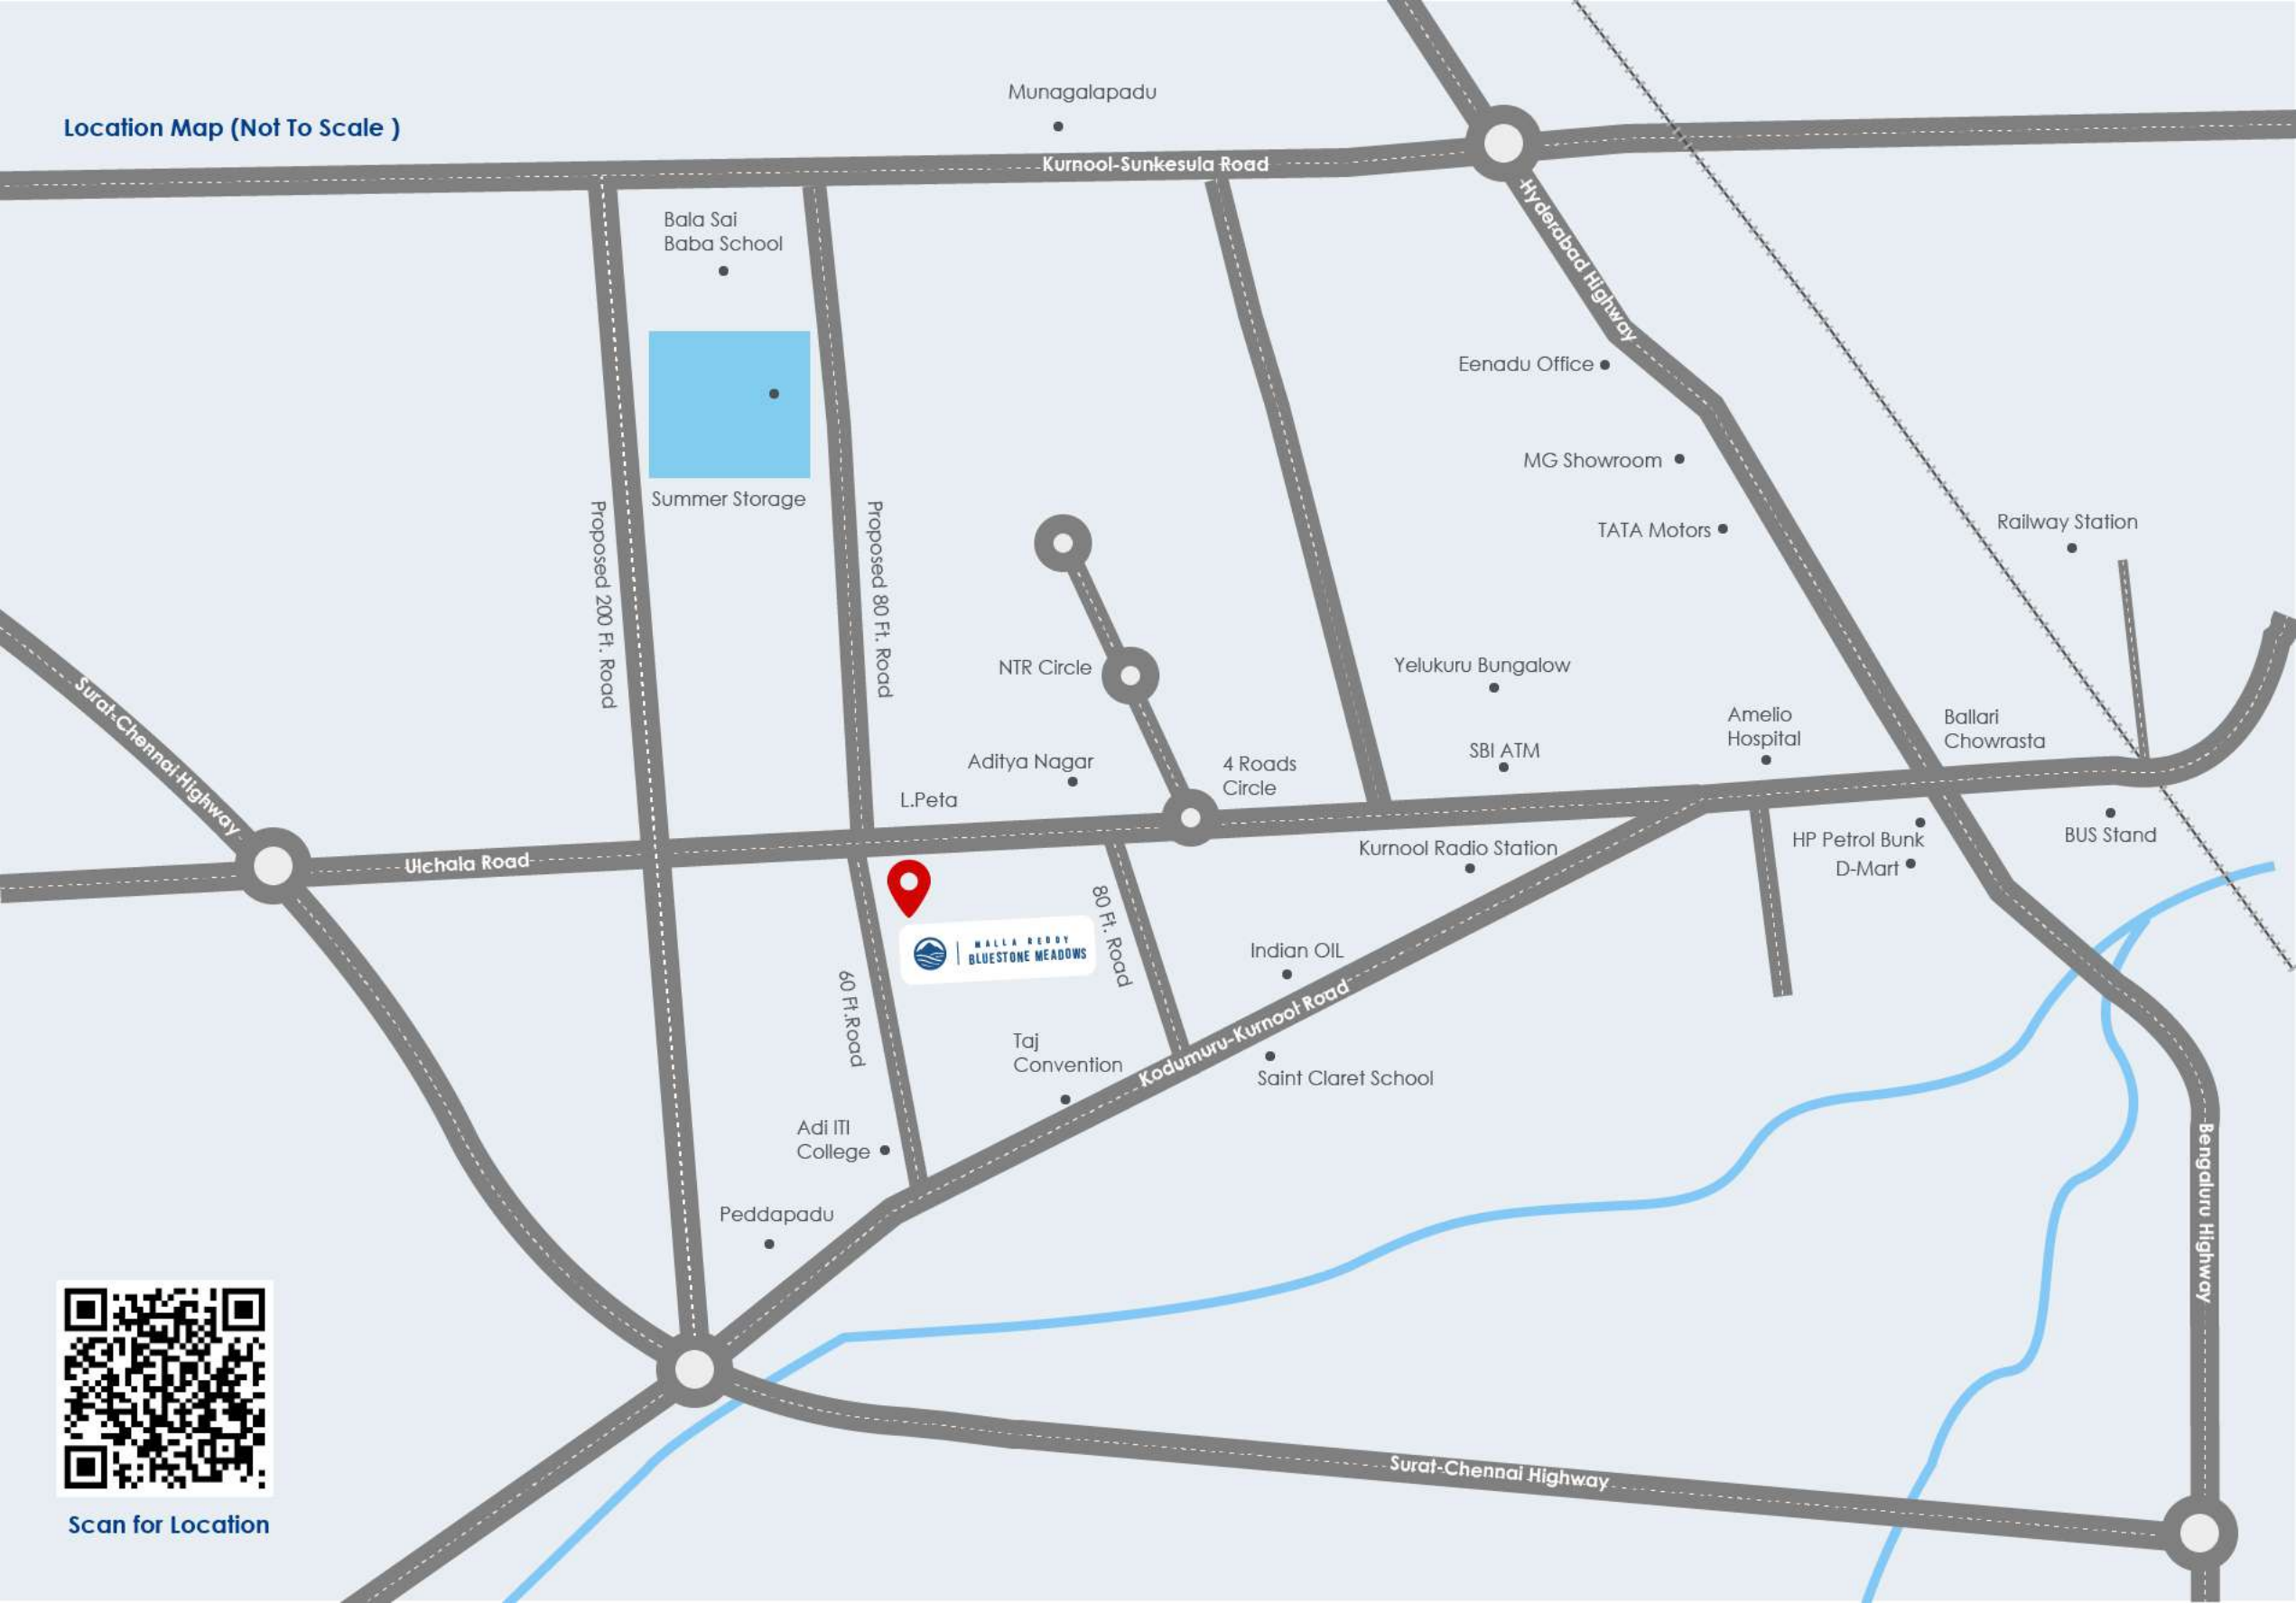 Location Map (Not To Scale )
Munagalapadu
Kurnool-Sunkesula Road
Hyderabad Highway
Bala Sai
Baba School
Summer Storage
Proposed 200 Ft. Road
Proposed 80 Ft. Road
Eenadu Office
MG Showroom
TATA Motors
Railway Station
NTR Circle
Yelukuru Bungalow
Surat-Chennai Highway
Aditya Nagar
4 Roads
Circle
SBI ATM
Amelio
Hospital
Ballari
Chowrasta
L.Peta
Ulchala Road
Kurnool Radio Station
HP Petrol Bunk
D-Mart
BUS Stand
MALLA REDDY
BLUESTONE MEADOWS
80 Ft. Road
60 Ft.Road
Indian OIL
Kodumuru-Kurnool Road
Taj
Convention
Saint Claret School
Adi ITI
College
Peddapadu
Bengaluru Highway
Surat-Chennai Highway
Scan for Location